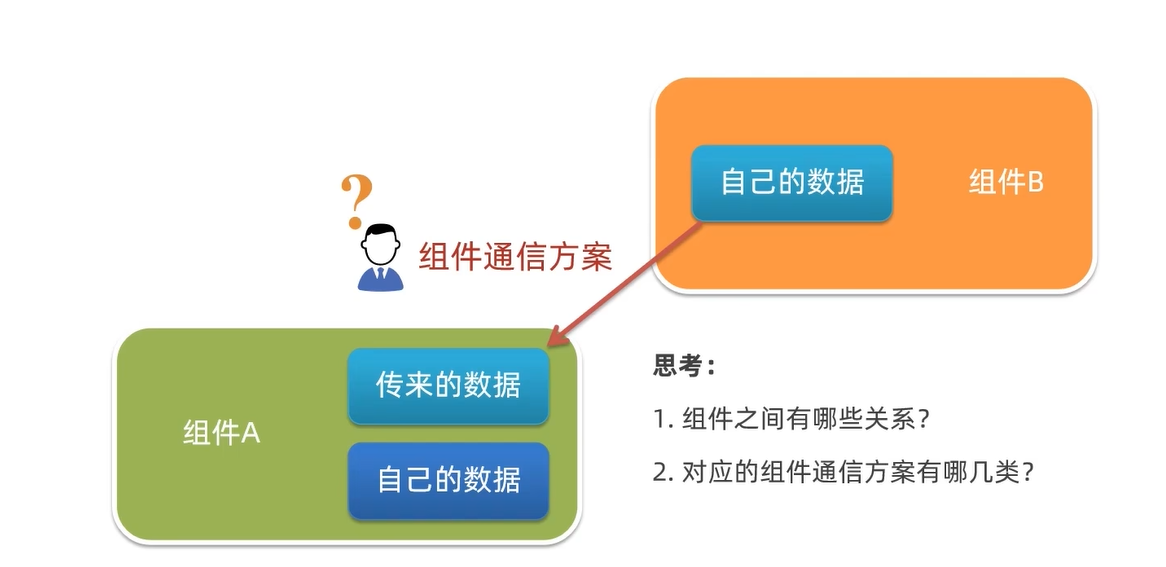 自己的数据
组件B
?
组件通信方案
传来的数据
组件A
自己的数据
思考：
1. 组件之间有哪些关系？
2. 对应的组件通信方案有哪几类？